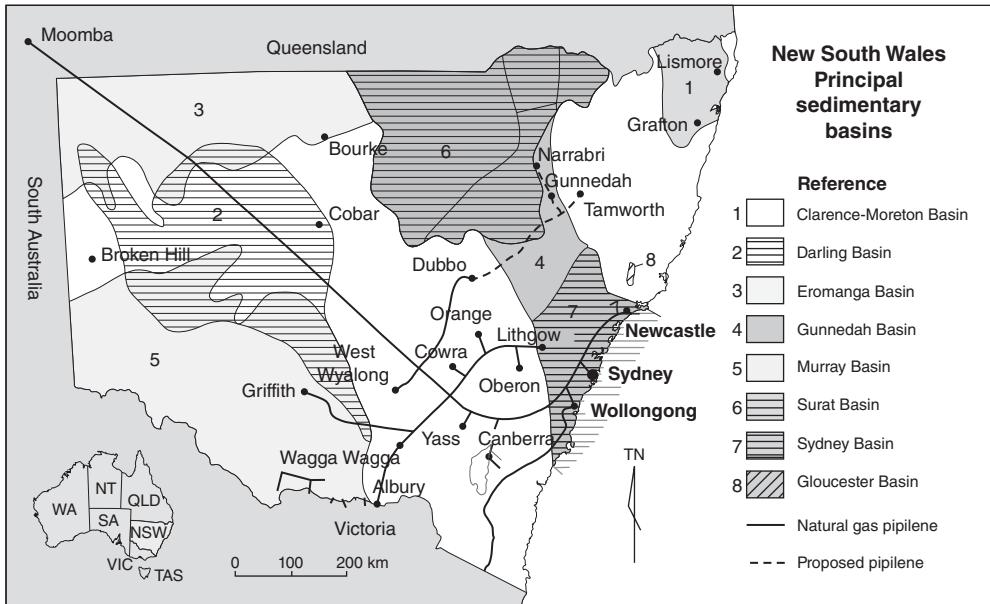 Moomba
Queensland
Lismore
1
Grafton
3
Bourke
6
Narrabri
Gunnedah
Tamworth
South Australia
2
Cobar
Broken Hill
Dubbo
4
8
Orange
7
1
Newcastle
Lithgow
5
West
Wyalong
Cowra
Oberon
Sydney
Griffith
Wollongong
Yass
Canberra
Wagga Wagga
Albury
Victoria
TN
WA
NT
QLD
SA
NSW
VIC
TAS
0 100 200 km
New South Wales
Principal
sedimentary
basins
Reference
1 Clarence-Moreton Basin
2 Darling Basin
3 Eromanga Basin
4 Gunnedah Basin
5 Murray Basin
6 Surat Basin
7 Sydney Basin
8 Gloucester Basin
Natural gas pipilene
Proposed pipilene